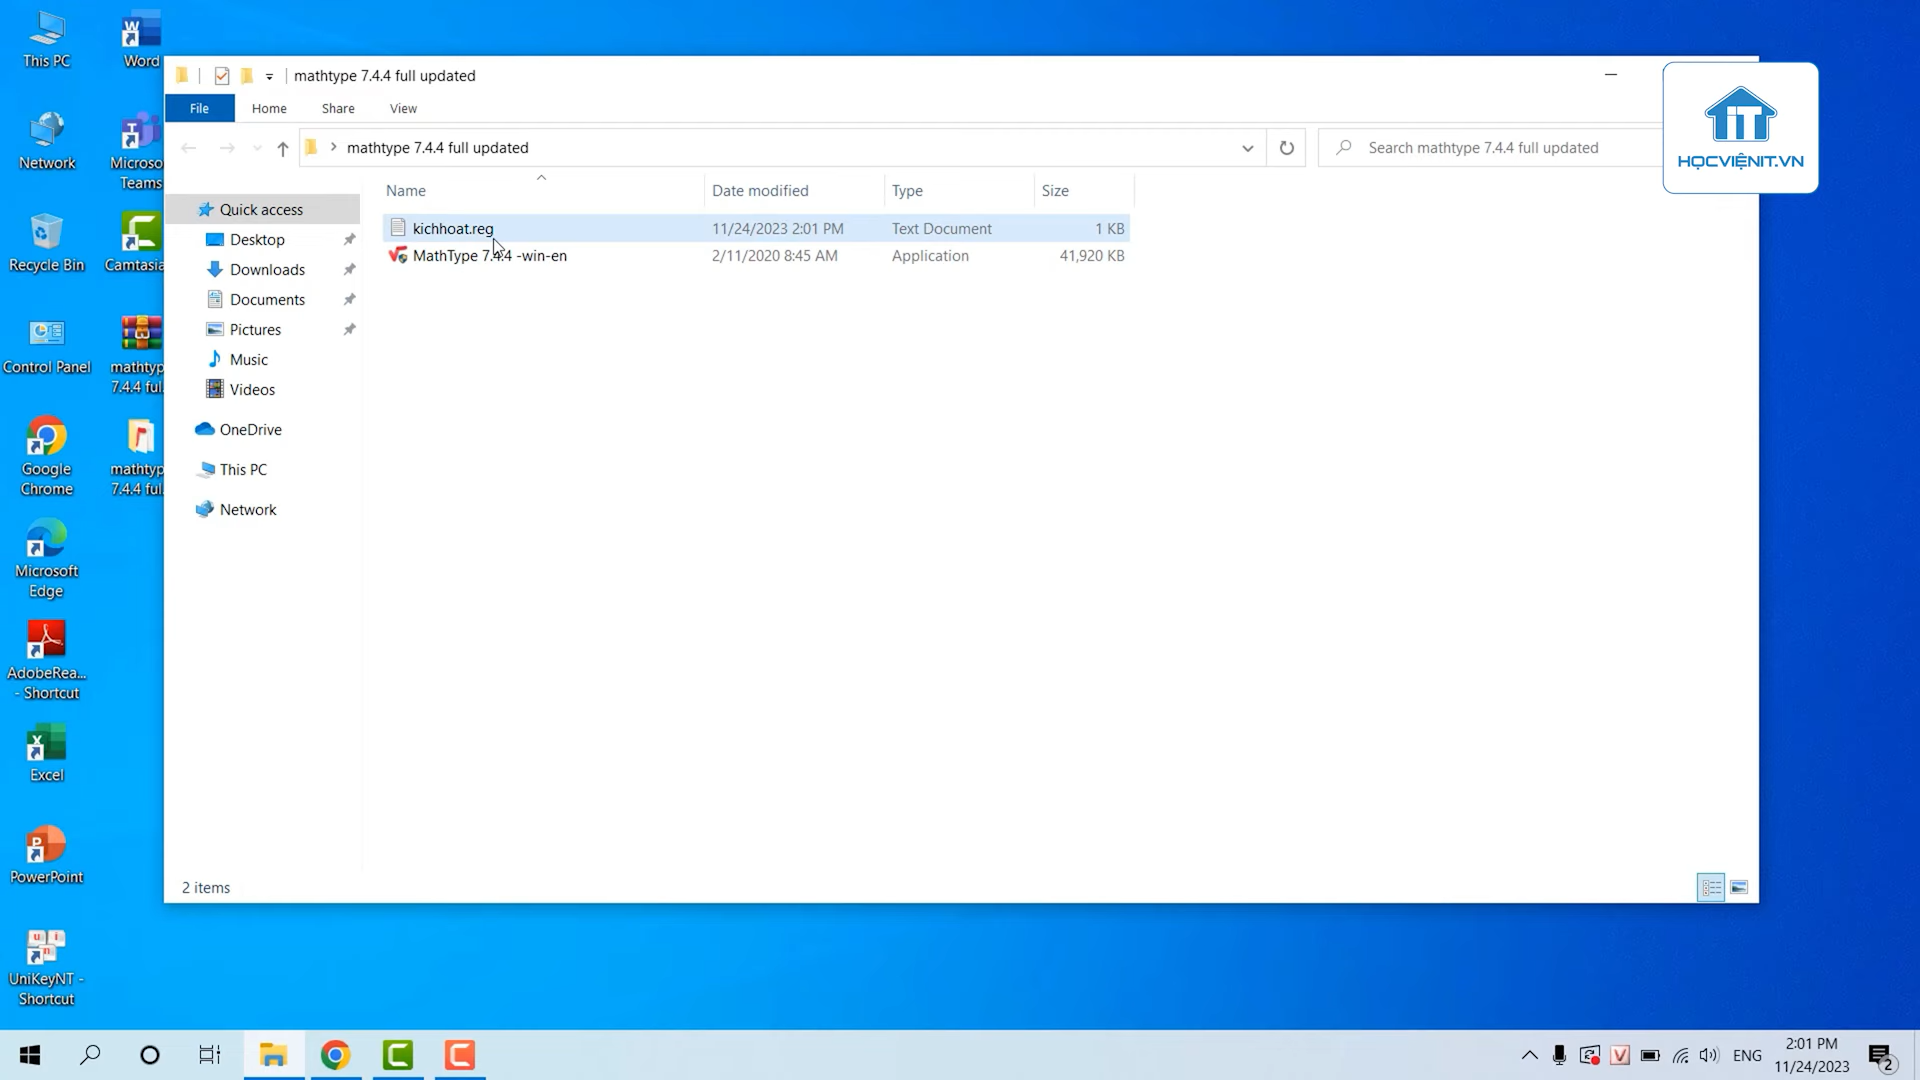 This PC
Word
Network
Microso
Teams
Recycle Bin
Camtasia
Control Panel
mathtyp
7.4.4 ful.
Google
Chrome
mathtyp
7.4.4 ful.
Microsoft
Edge
AdobeRea...
- Shortcut
Excel
PowerPoint
UniKeyNT -
Shortcut
mathtype 7.4.4 full updated
File Home Share View
mathtype 7.4.4 full updated
Search mathtype 7.4.4 full updated
IT
HỌCVIỆNIT.VN
Name Date modified Type Size
kichhoat.reg 11/24/2023 2:01 PM Text Document 1 KB
MathType 7.4.4 -win-en 2/11/2020 8:45 AM Application 41,920 KB
Quick access
Desktop
Downloads
Documents
Pictures
Music
Videos
OneDrive
This PC
Network
2 items
ENG
2:01 PM
11/24/2023
2